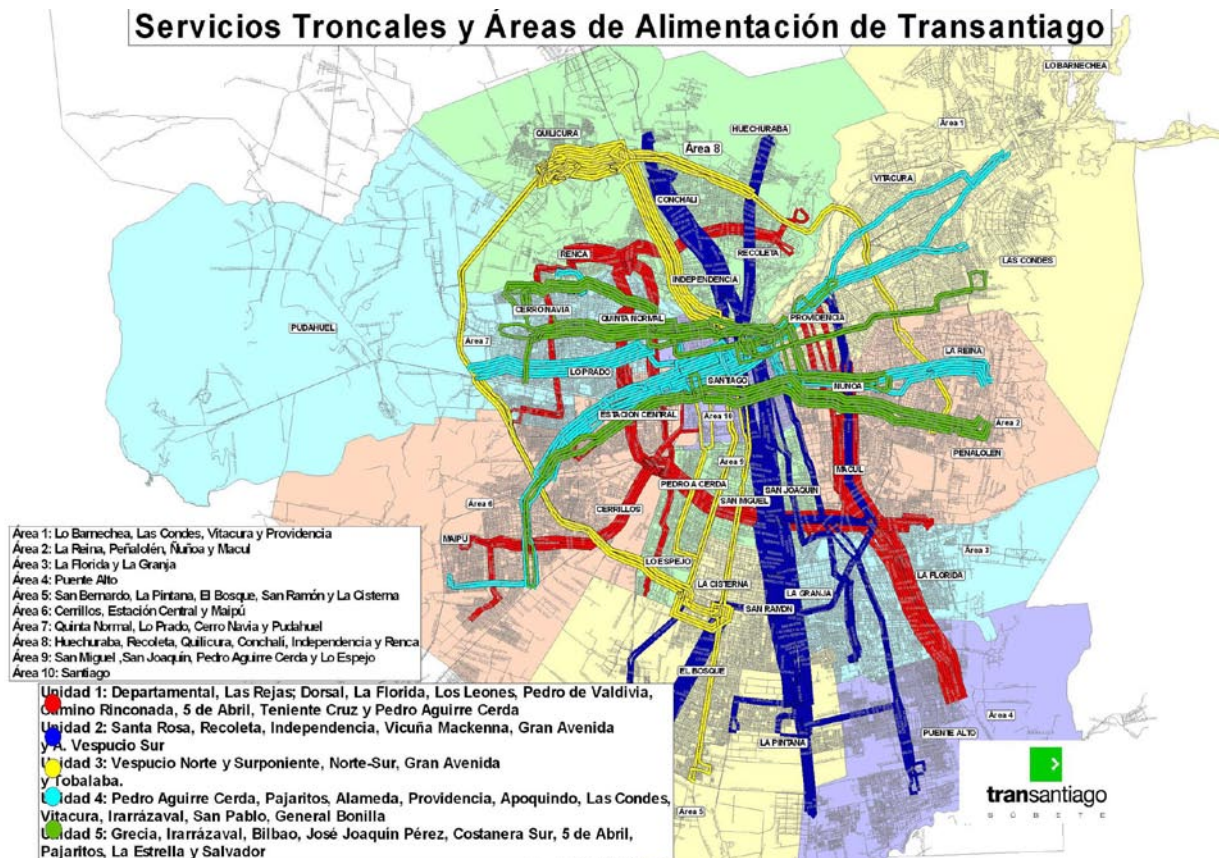 Servicios Troncales y Áreas de Alimentación de Transantiago
LO BARNECHEA
Área 1
HUECHURABA
QUILICURA
Área 8
VITACURA
CONCHALI
LAS CONDES
RENCA
RECOLETA
INDEPENDENCIA
PUDAHUEL
CERRO NAVIA
QUINTA NORMAL
PROVIDENCIA
Área 7
LA REINA
LO PRADO
SANTIAGO
ÑUÑOA
ESTACION CENTRAL
Área 10
Área 2
PEÑALOLEN
MACUL
Área 9
PEDRO A CERDA
SAN JOAQUIN
SAN MIGUEL
Área 6
CERRILLOS
MAIPU
Área 3
LO ESPEJO
LA FLORIDA
LA CISTERNA
LA GRANJA
SAN RAMON
EL BOSQUE
Área 4
PUENTE ALTO
LA PINTANA
Área 5
Área 1: Lo Barnechea, Las Condes, Vitacura y Providencia
Área 2: La Reina, Peñalolén, Ñuñoa y Macul
Área 3: La Florida y La Granja
Área 4: Puente Alto
Área 5: San Bernardo, La Pintana, El Bosque, San Ramón y La Cisterna
Área 6: Cerrillos, Estación Central y Maipú
Área 7: Quinta Normal, Lo Prado, Cerro Navia y Pudahuel
Área 8: Huechuraba, Recoleta, Quilicura, Conchalí, Independencia y Renca
Área 9: San Miguel ,San Joaquín, Pedro Aguirre Cerda y Lo Espejo
Área 10: Santiago
Unidad 1: Departamental, Las Rejas; Dorsal, La Florida, Los Leones, Pedro de Valdivia,
Camino Rinconada, 5 de Abril, Teniente Cruz y Pedro Aguirre Cerda
Unidad 2: Santa Rosa, Recoleta, Independencia, Vicuña Mackenna, Gran Avenida
y A. Vespucio Sur
Unidad 3: Vespucio Norte y Surponiente, Norte-Sur, Gran Avenida
y Tobalaba.
Unidad 4: Pedro Aguirre Cerda, Pajaritos, Alameda, Providencia, Apoquindo, Las Condes,
Vitacura, Irarrázaval, San Pablo, General Bonilla
Unidad 5: Grecia, Irarrázaval, Bilbao, José Joaquín Pérez, Costanera Sur, 5 de Abril,
Pajaritos, La Estrella y Salvador
transantiago
SÚBETE